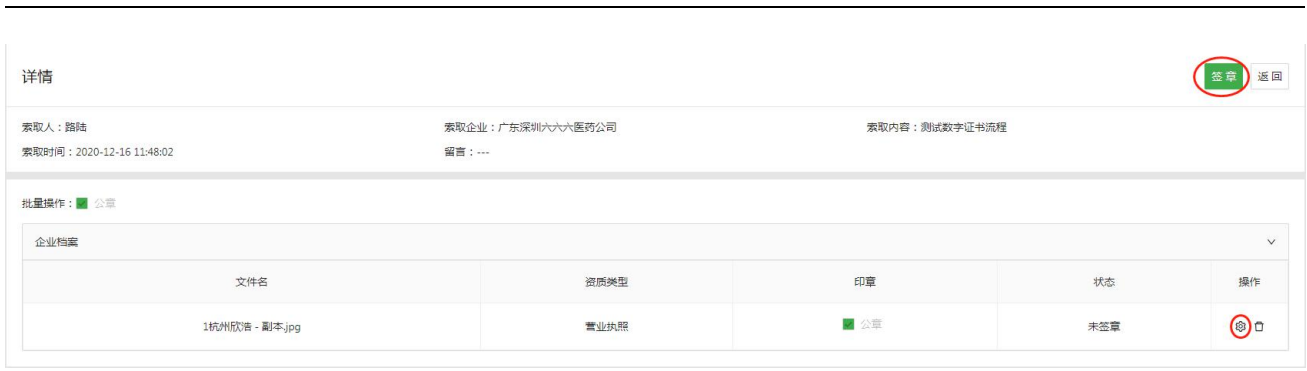 详情
签章 返回
索取人：路陆 索取企业：广东深圳六六六医药公司 索取内容：测试数字证书流程
索取时间：2020-12-16 11:48:02 留言：---
批量操作： 公章
企业档案
文件名 资质类型 印章 状态 操作
1杭州欣浩 - 副本.jpg 营业执照 公章 未签章